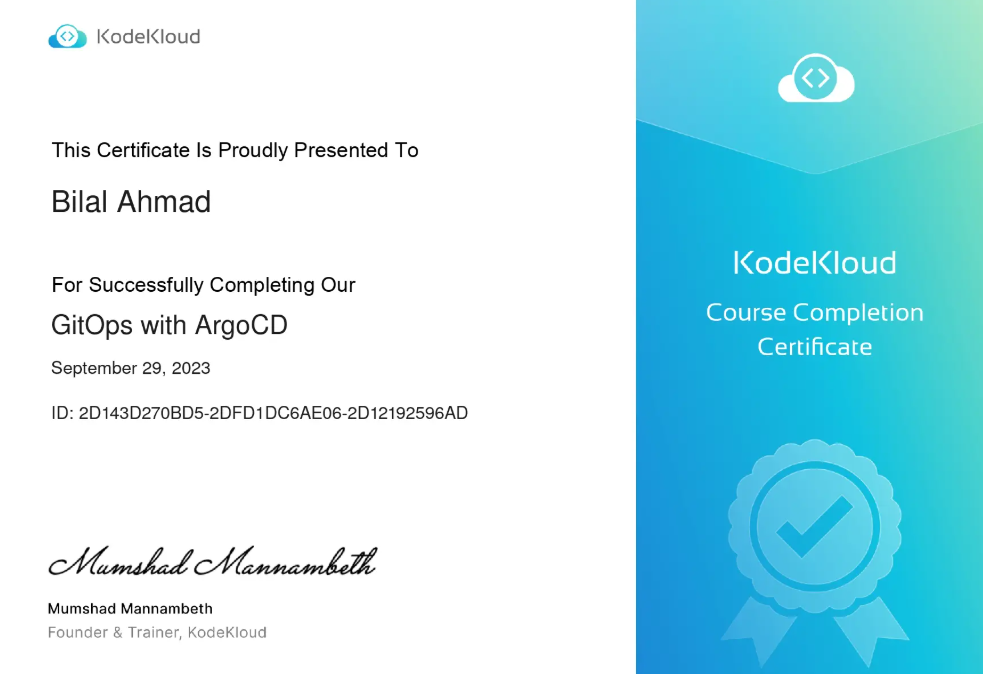 KodeKloud
This Certificate Is Proudly Presented To
Bilal Ahmad
For Successfully Completing Our
GitOps with ArgoCD
September 29, 2023
ID: 2D143D270BD5-2DFD1DC6AE06-2D12192596AD
Mumshad Mannambeth
Mumshad Mannambeth
Founder & Trainer, KodeKloud
KodeKloud
Course Completion
Certificate